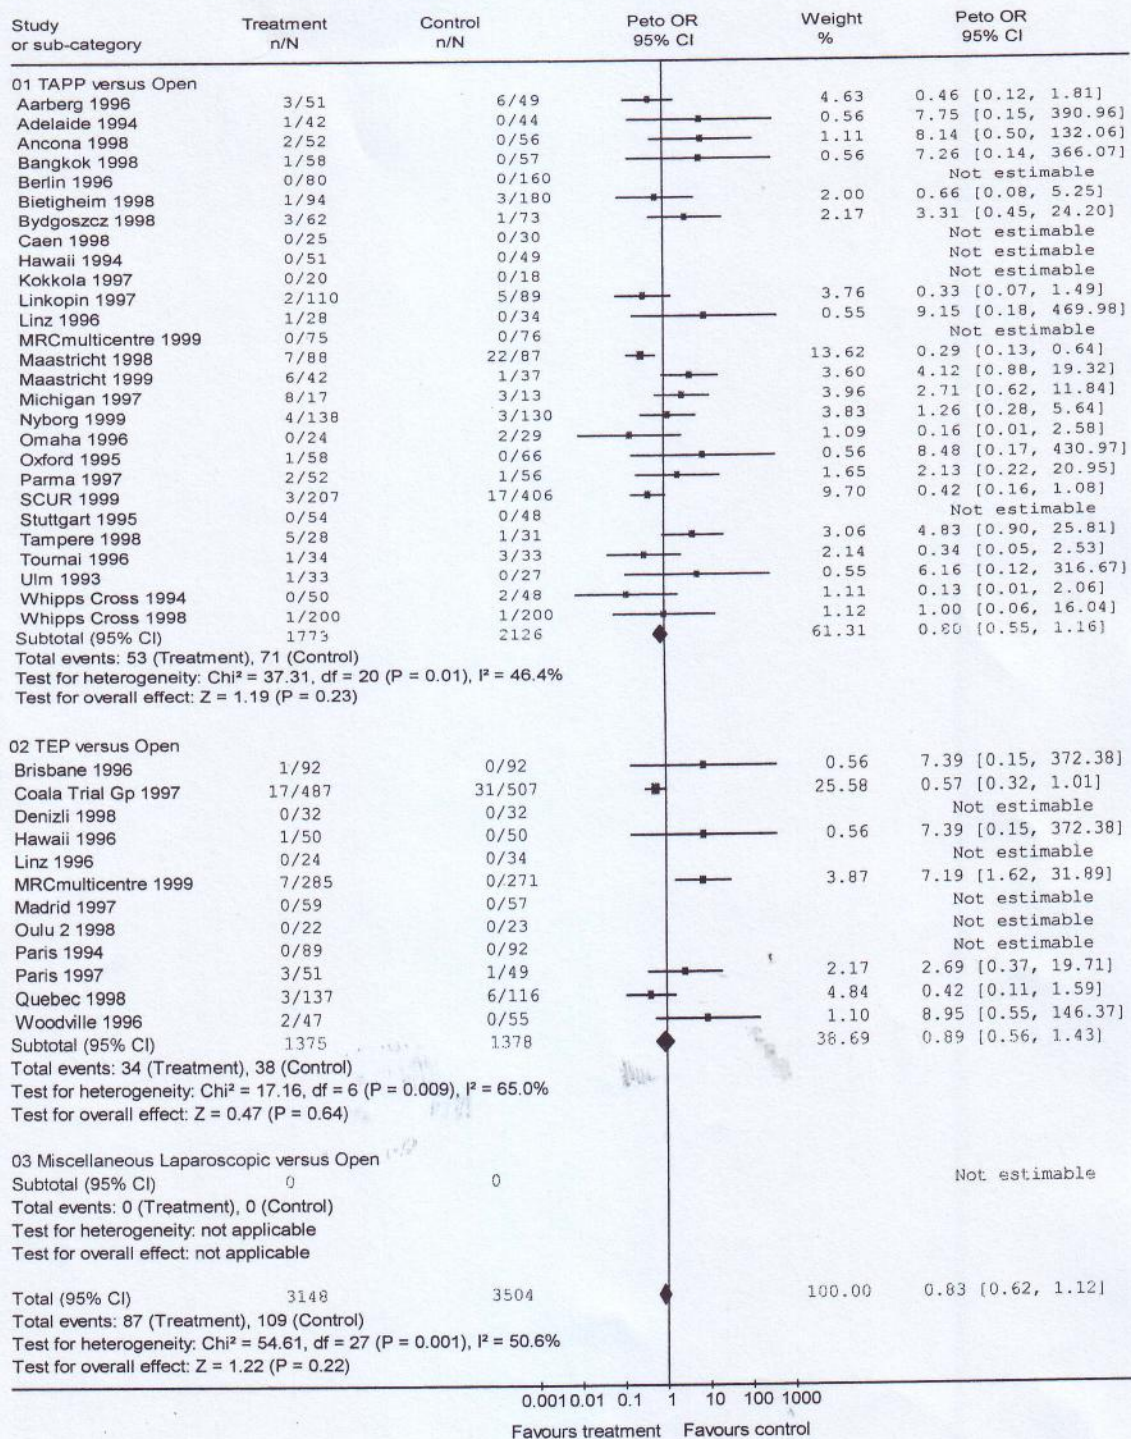 Study Treatment Control Peto OR Weight Peto OR
or sub-category n/N n/N 95% CI % 95% CI
01 TAPP versus Open
Aarberg 1996 3/51 6/49 4.63 0.46 [0.12, 1.81]
Adelaide 1994 1/42 0/44 0.56 7.75 [0.15, 390.96]
Ancona 1998 2/52 0/56 1.11 8.14 [0.50, 132.06]
Bangkok 1998 1/58 0/57 0.56 7.26 [0.14, 366.07]
Berlin 1996 0/80 0/160 Not estimable
Bietigheim 1998 1/94 3/180 2.00 0.66 [0.08, 5.25]
Bydgoszcz 1998 3/62 1/73 2.17 3.31 [0.45, 24.20]
Caen 1998 0/25 0/30 Not estimable
Hawaii 1994 0/51 0/49 Not estimable
Kokkola 1997 0/20 0/18 Not estimable
Linkopin 1997 2/110 5/89 3.76 0.33 [0.07, 1.49]
Linz 1996 1/28 0/34 0.55 9.15 [0.18, 469.98]
MRCmulticentre 1999 0/75 0/76 Not estimable
Maastricht 1998 7/88 22/87 13.62 0.29 [0.13, 0.64]
Maastricht 1999 6/42 1/37 3.60 4.12 [0.88, 19.32]
Michigan 1997 8/17 3/13 3.96 2.71 [0.62, 11.84]
Nyborg 1999 4/138 3/130 3.83 1.26 [0.28, 5.64]
Omaha 1996 0/24 2/29 1.09 0.16 [0.01, 2.58]
Oxford 1995 1/58 0/66 0.56 8.48 [0.17, 430.97]
Parma 1997 2/52 1/56 1.65 2.13 [0.22, 20.95]
SCUR 1999 3/207 17/406 9.70 0.42 [0.16, 1.08]
Stuttgart 1995 0/54 0/48 Not estimable
Tampere 1998 5/28 1/31 3.06 4.83 [0.90, 25.81]
Tournai 1996 1/34 3/33 2.14 0.34 [0.05, 2.53]
Ulm 1993 1/33 0/27 0.55 6.16 [0.12, 316.67]
Whipps Cross 1994 0/50 2/48 1.11 0.13 [0.01, 2.06]
Whipps Cross 1998 1/200 1/200 1.12 1.00 [0.06, 16.04]
Subtotal (95% CI) 1773 2126 61.31 0.80 [0.55, 1.16]
Total events: 53 (Treatment), 71 (Control)
Test for heterogeneity: Chi² = 37.31, df = 20 (P = 0.01), I² = 46.4%
Test for overall effect: Z = 1.19 (P = 0.23)
02 TEP versus Open
Brisbane 1996 1/92 0/92 0.56 7.39 [0.15, 372.38]
Coala Trial Gp 1997 17/487 31/507 25.58 0.57 [0.32, 1.01]
Denizli 1998 0/32 0/32 Not estimable
Hawaii 1996 1/50 0/50 0.56 7.39 [0.15, 372.38]
Linz 1996 0/24 0/34 Not estimable
MRCmulticentre 1999 7/285 0/271 3.87 7.19 [1.62, 31.89]
Madrid 1997 0/59 0/57 Not estimable
Oulu 2 1998 0/22 0/23 Not estimable
Paris 1994 0/89 0/92 Not estimable
Paris 1997 3/51 1/49 2.17 2.69 [0.37, 19.71]
Quebec 1998 3/137 6/116 4.84 0.42 [0.11, 1.59]
Woodville 1996 2/47 0/55 1.10 8.95 [0.55, 146.37]
Subtotal (95% CI) 1375 1378 38.69 0.89 [0.56, 1.43]
Total events: 34 (Treatment), 38 (Control)
Test for heterogeneity: Chi² = 17.16, df = 6 (P = 0.009), I² = 65.0%
Test for overall effect: Z = 0.47 (P = 0.64)
03 Miscellaneous Laparoscopic versus Open
Subtotal (95% CI) 0 0 Not estimable
Total events: 0 (Treatment), 0 (Control)
Test for heterogeneity: not applicable
Test for overall effect: not applicable
Total (95% CI) 3148 3504 100.00 0.83 [0.62, 1.12]
Total events: 87 (Treatment), 109 (Control)
Test for heterogeneity: Chi² = 54.61, df = 27 (P = 0.001), I² = 50.6%
Test for overall effect: Z = 1.22 (P = 0.22)
0.001 0.01 0.1 1 10 100 1000
Favours treatment Favours control